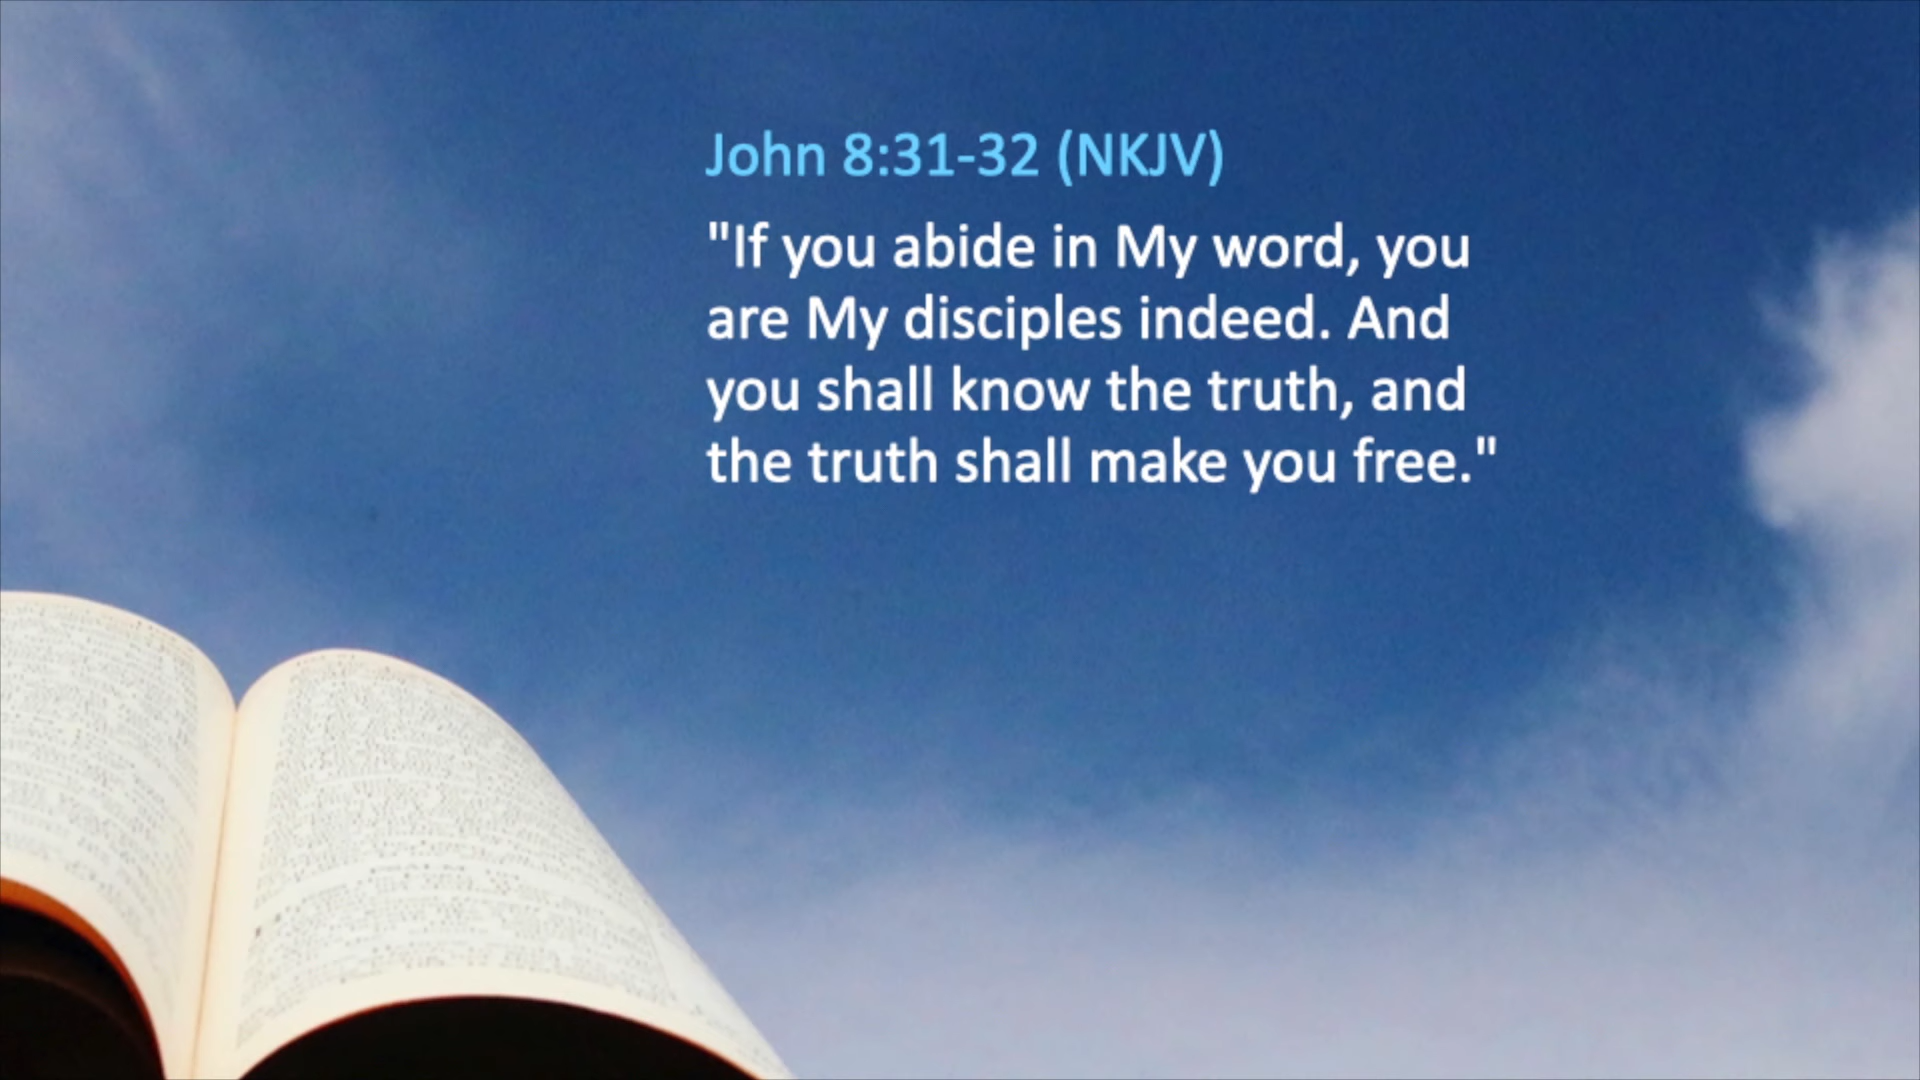 John 8:31-32 (NKJV)
"If you abide in My word, you
are My disciples indeed. And
you shall know the truth, and
the truth shall make you free."